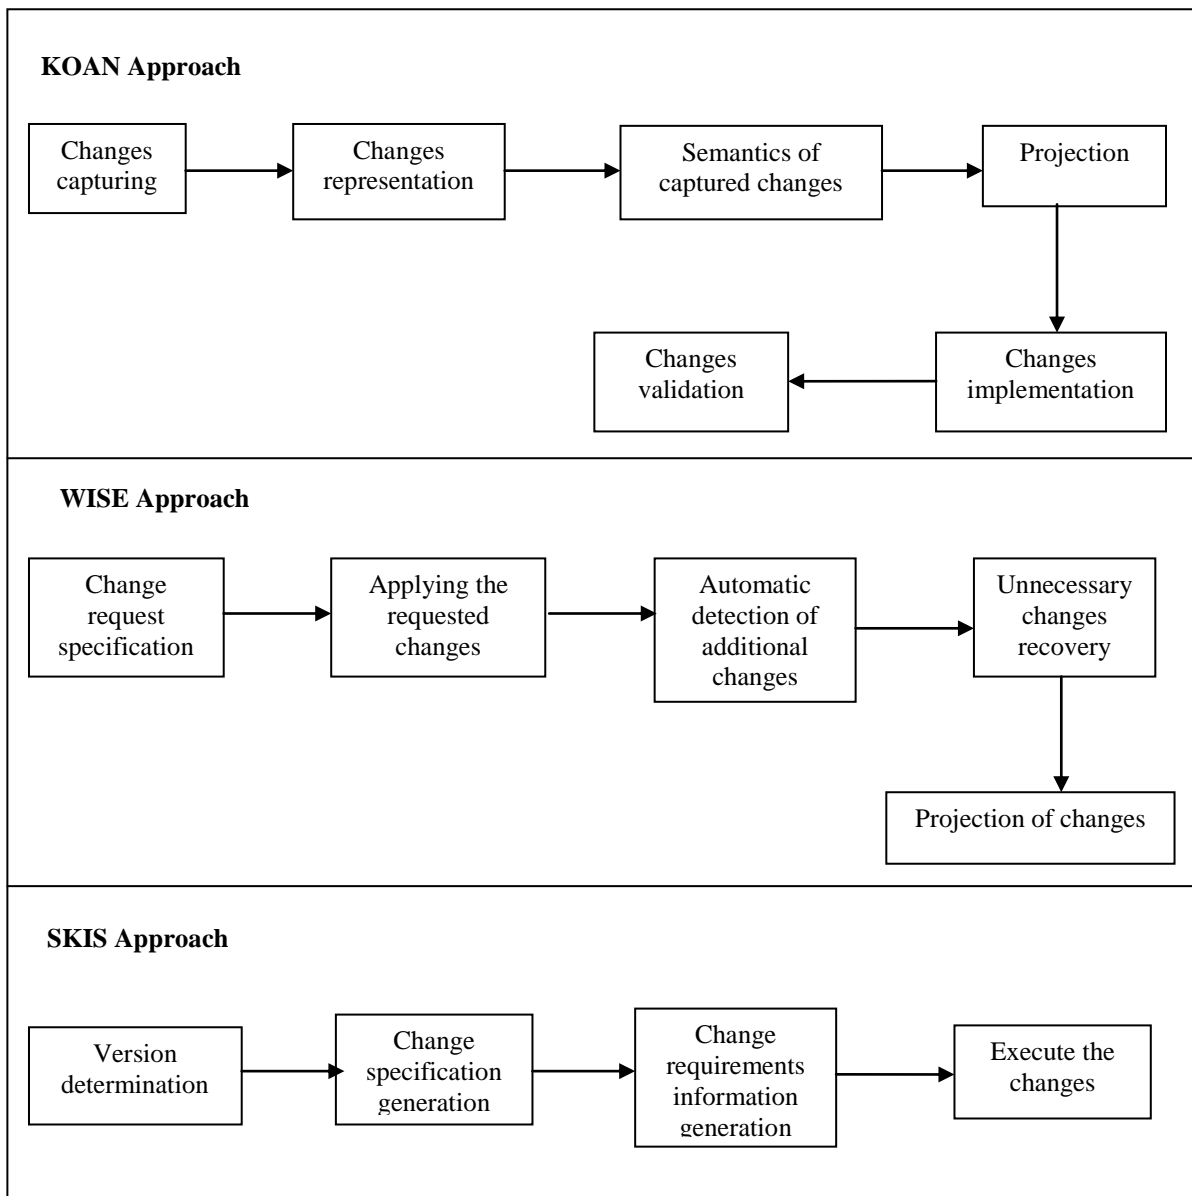 KOAN Approach
Changes
capturing
Changes
representation
Semantics of
captured changes
Projection
Changes
validation
Changes
implementation
WISE Approach
Change
request
specification
Applying the
requested
changes
Automatic
detection of
additional
changes
Unnecessary
changes
recovery
Projection of changes
SKIS Approach
Version
determination
Change
specification
generation
Change
requirements
information
generation
Execute the
changes